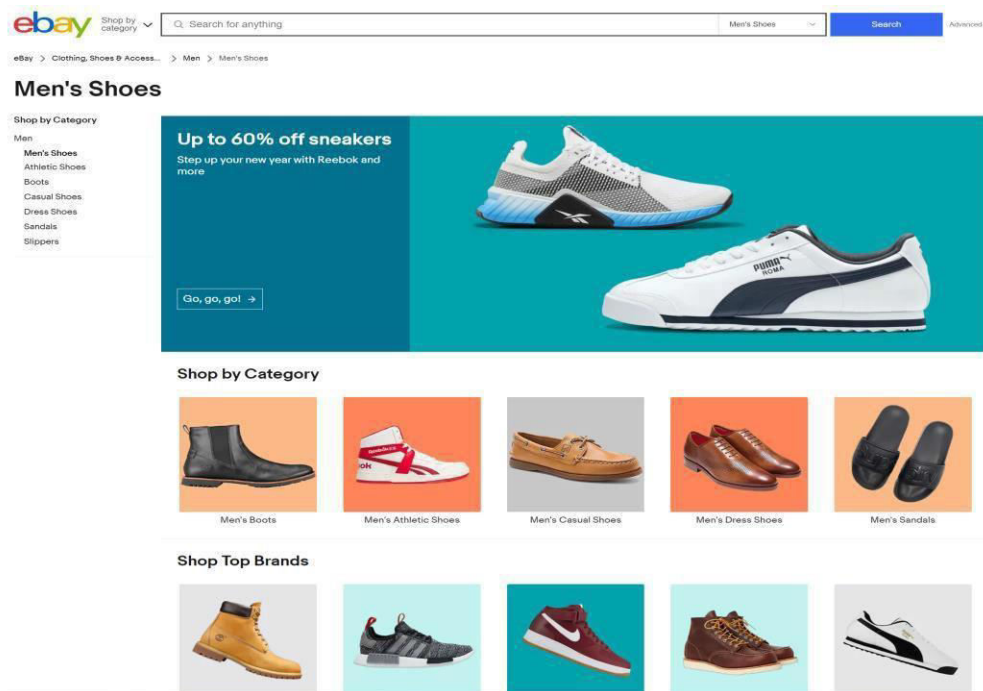 ebay
Shop by
category
Search for anything
Men's Shoes
Search
Advanced
eBay > Clothing, Shoes & Access... > Men > Men's Shoes
Men's Shoes
Shop by Category
Men
Men's Shoes
Athletic Shoes
Boots
Casual Shoes
Dress Shoes
Sandals
Slippers
Up to 60% off sneakers
Step up your new year with Reebok and
more
Go, go, go! →
PUMA
ROMA
Shop by Category
Men's Boots
Men's Athletic Shoes
Men's Casual Shoes
Men's Dress Shoes
Men's Sandals
Shop Top Brands